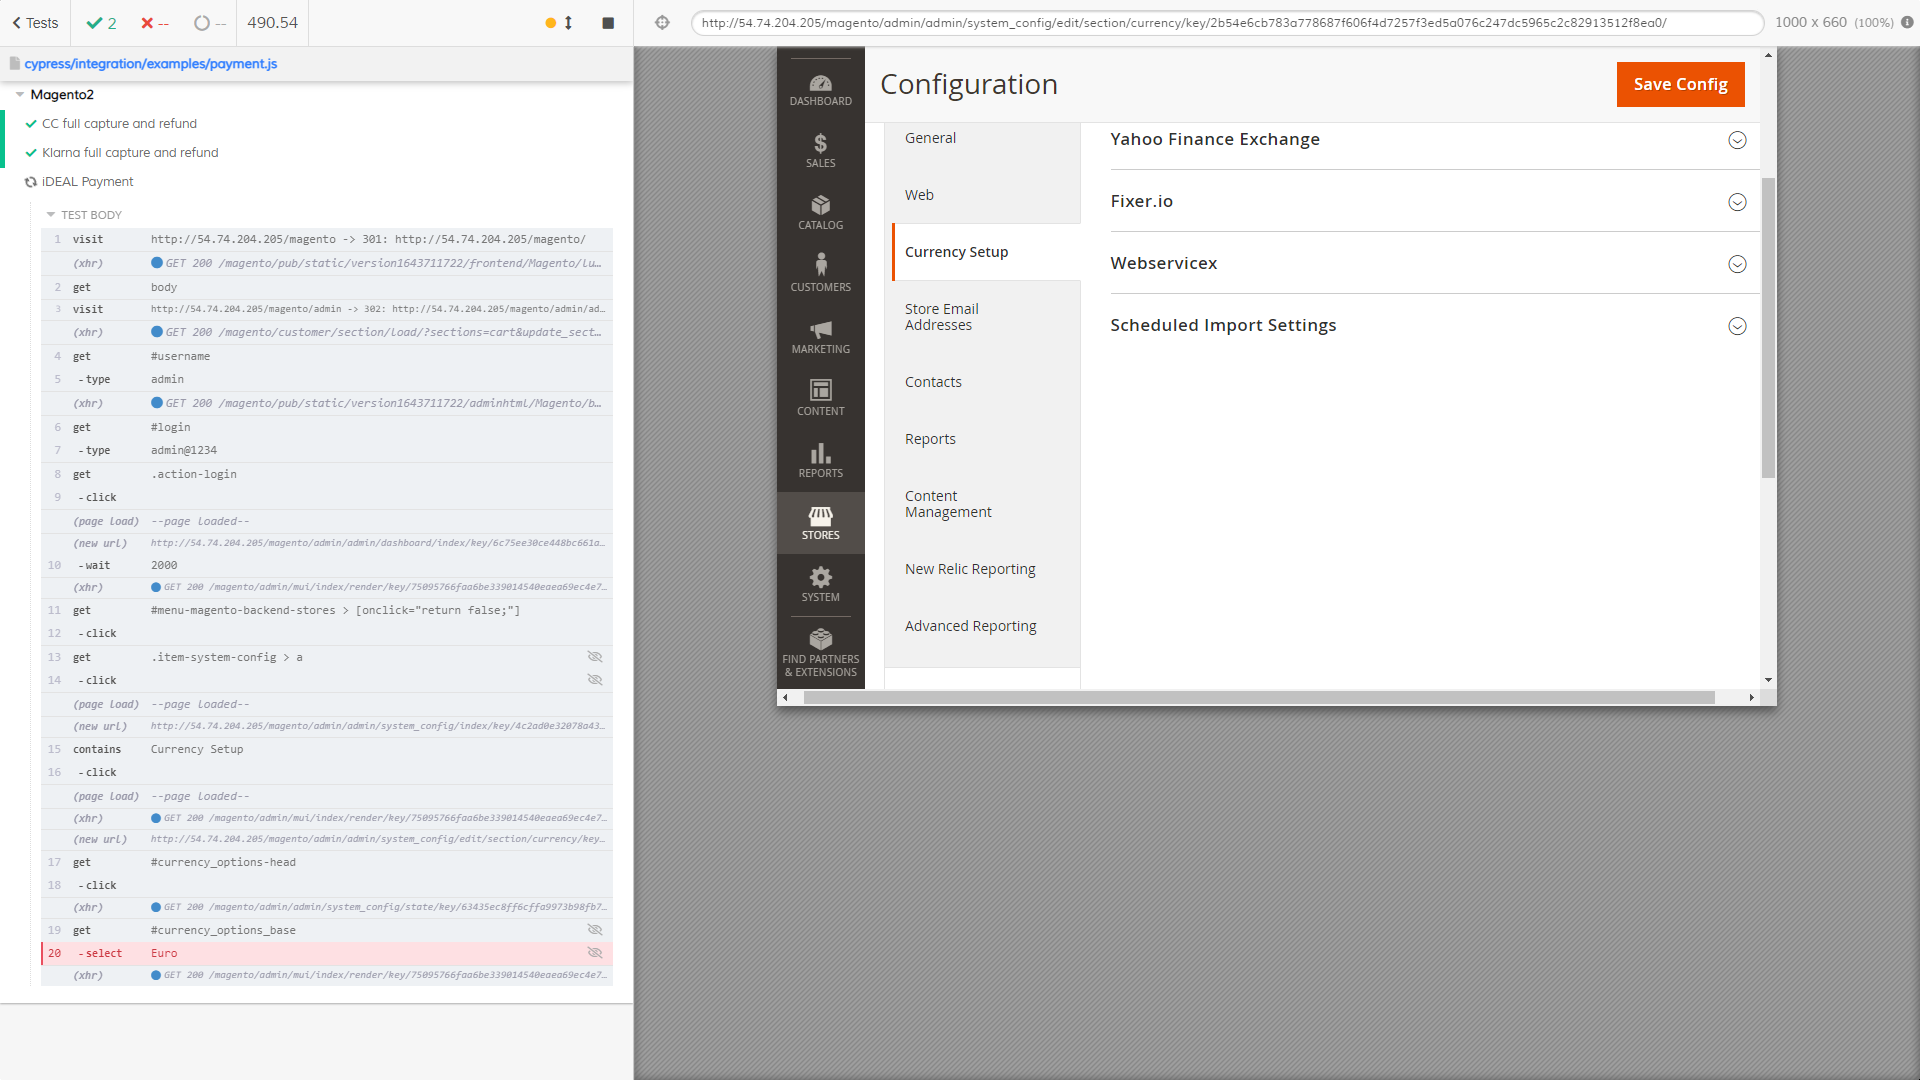 Tests
2
--
--
490.54
cypress/integration/examples/payment.js
Magento2
CC full capture and refund
Klarna full capture and refund
iDEAL Payment
TEST BODY
1 visit http://54.74.204.205/magento -> 301: http://54.74.204.205/magento/
(xhr) GET 200 /magento/pub/static/version1643711722/frontend/Magento/lu...
2 get body
3 visit http://54.74.204.205/magento/admin -> 302: http://54.74.204.205/magento/admin/ad...
(xhr) GET 200 /magento/customer/section/load/?sections=cart&update_sect...
4 get #username
5 -type admin
(xhr) GET 200 /magento/pub/static/version1643711722/adminhtml/Magento/b...
6 get #login
7 -type admin@1234
8 get .action-login
9 -click
(page load) --page loaded--
(new url) http://54.74.204.205/magento/admin/admin/dashboard/index/key/6c75ee30ce448bc661a...
10 -wait 2000
(xhr) GET 200 /magento/admin/mui/index/render/key/75095766faa6be339014540eaea69ec4e7...
11 get #menu-magento-backend-stores > [onclick="return false;"]
12 -click
13 get .item-system-config > a
14 -click
(page load) --page loaded--
(new url) http://54.74.204.205/magento/admin/admin/system_config/index/key/4c2ad0e32078a43...
15 contains Currency Setup
16 -click
(page load) --page loaded--
(xhr) GET 200 /magento/admin/mui/index/render/key/75095766faa6be339014540eaea69ec4e7...
(new url) http://54.74.204.205/magento/admin/admin/system_config/edit/section/currency/key...
17 get #currency_options-head
18 -click
(xhr) GET 200 /magento/admin/admin/system_config/state/key/63435ec8ff6cffa9973b98fb7...
19 get #currency_options_base
20 -select Euro
(xhr) GET 200 /magento/admin/mui/index/render/key/75095766faa6be339014540eaea69ec4e7...
http://54.74.204.205/magento/admin/admin/system_config/edit/section/currency/key/2b54e6cb783a778687f606f4d7257f3ed5a076c247dc5965c2c82913512f8ea0/
1000 x 660 (100%)
DASHBOARD
SALES
CATALOG
CUSTOMERS
MARKETING
CONTENT
REPORTS
STORES
SYSTEM
FIND PARTNERS
& EXTENSIONS
Configuration
Save Config
General
Web
Currency Setup
Store Email
Addresses
Contacts
Reports
Content
Management
New Relic Reporting
Advanced Reporting
Yahoo Finance Exchange
Fixer.io
Webservicex
Scheduled Import Settings